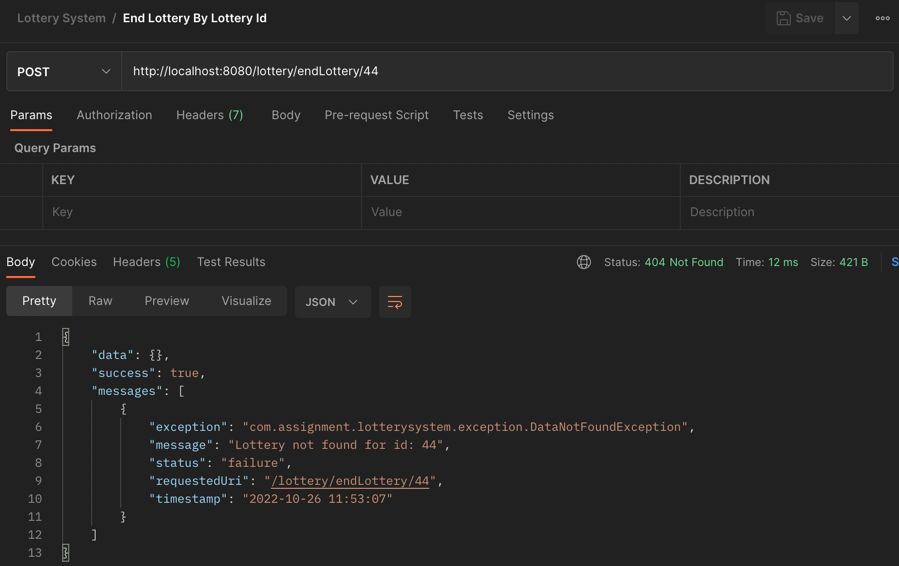 Lottery System / End Lottery By Lottery Id
Save
POST http://localhost:8080/lottery/endLottery/44
Params Authorization Headers (7) Body Pre-request Script Tests Settings
Query Params
KEY VALUE DESCRIPTION
Key Value Description
Body Cookies Headers (5) Test Results Status: 404 Not Found Time: 12 ms Size: 421 B S
Pretty Raw Preview Visualize JSON
1 {
2 "data": {},
3 "success": true,
4 "messages": [
5 {
6 "exception": "com.assignment.lotterysystem.exception.DataNotFoundException",
7 "message": "Lottery not found for id: 44",
8 "status": "failure",
9 "requestedUri": "/lottery/endLottery/44",
10 "timestamp": "2022-10-26 11:53:07"
11 }
12 ]
13 }